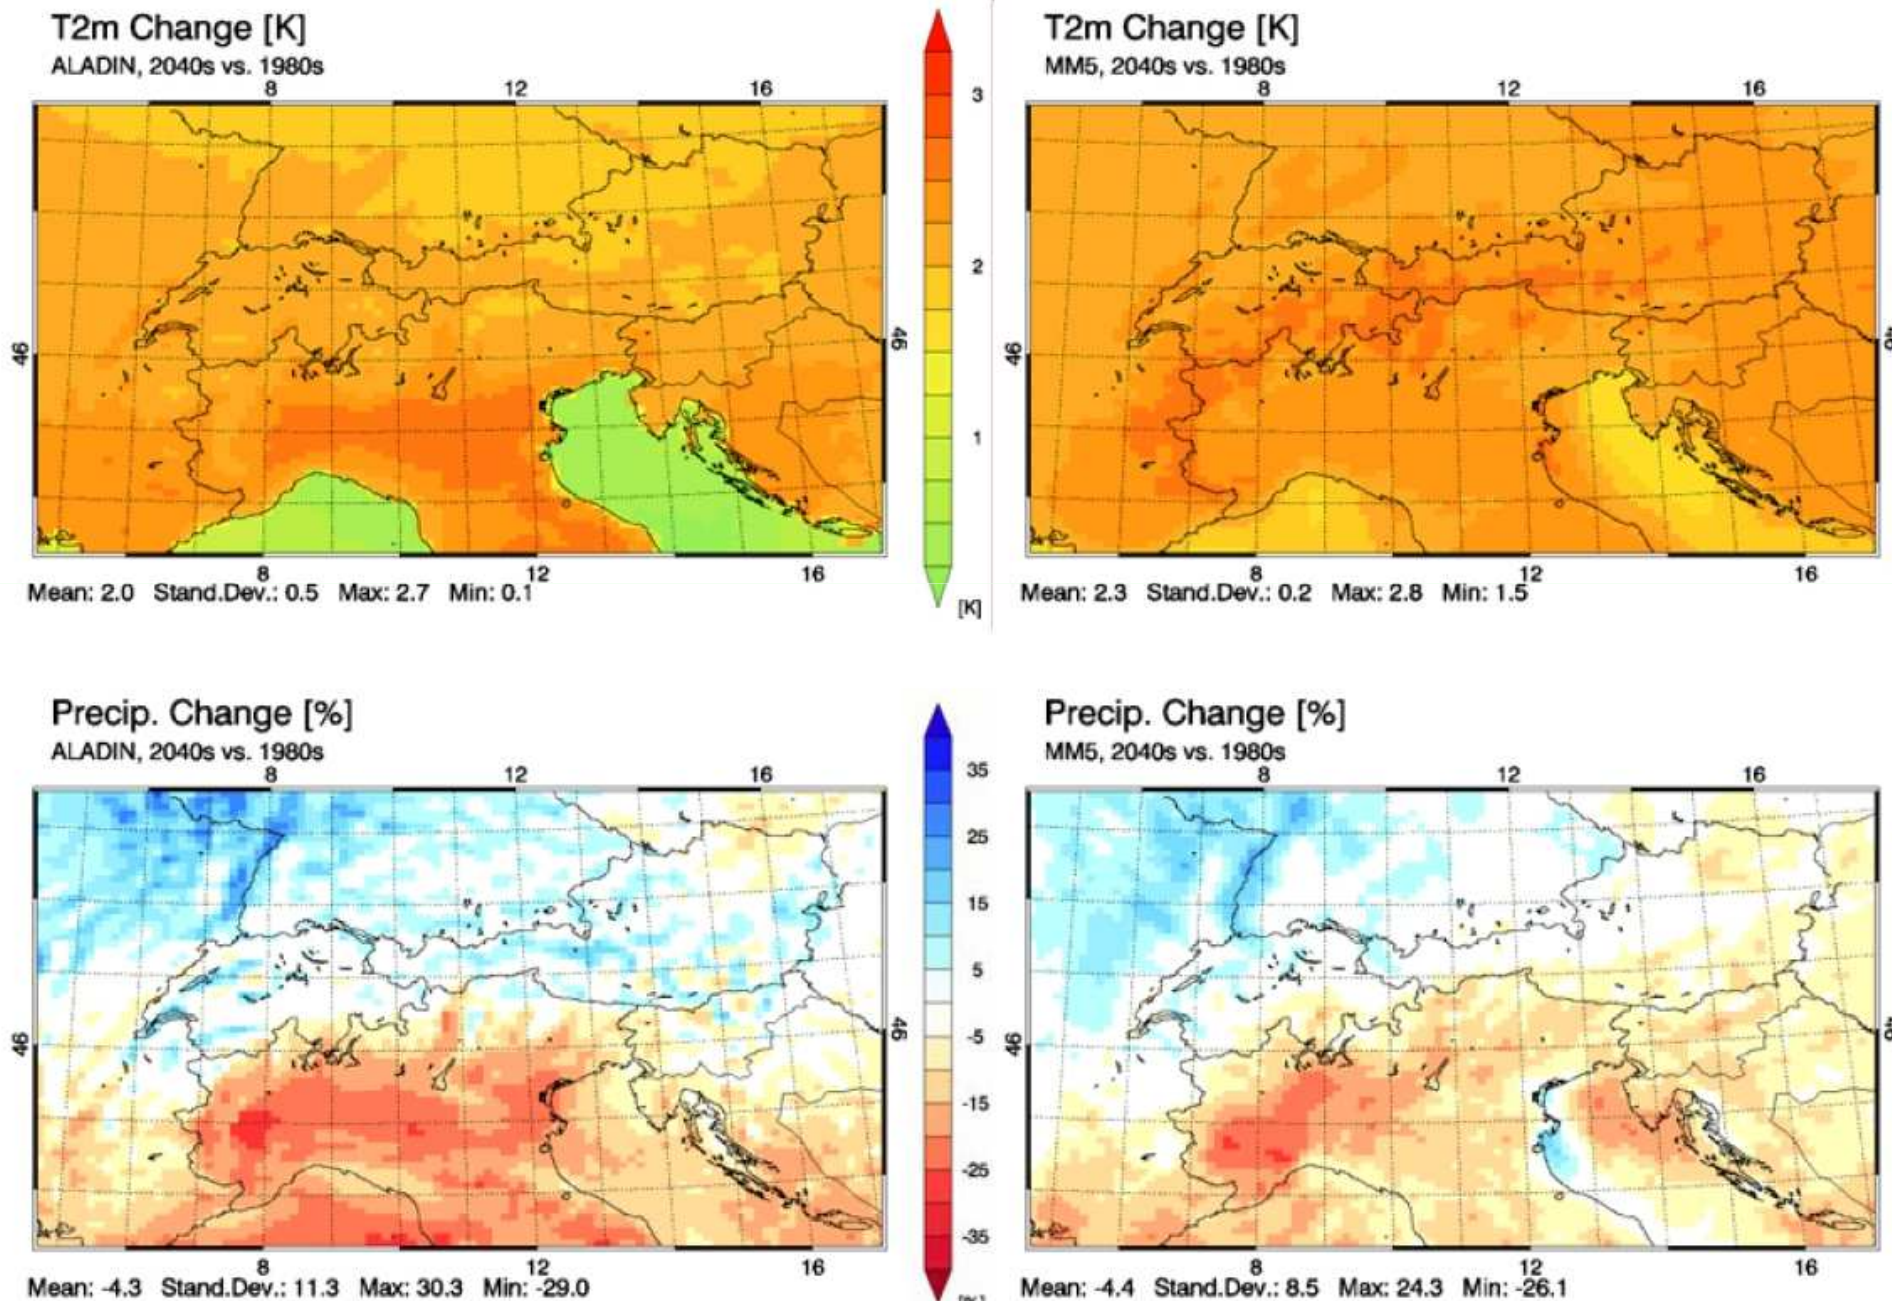 T2m Change [K]
ALADIN, 2040s vs. 1980s
8 12 16
46 46
8 12 16
Mean: 2.0 Stand.Dev.: 0.5 Max: 2.7 Min: 0.1
3
2
1
[K]
T2m Change [K]
MM5, 2040s vs. 1980s
8 12 16
46
8 12 16
Mean: 2.3 Stand.Dev.: 0.2 Max: 2.8 Min: 1.5
Precip. Change [%]
ALADIN, 2040s vs. 1980s
8 12 16
46 46
8 12 16
Mean: -4.3 Stand.Dev.: 11.3 Max: 30.3 Min: -29.0
35
25
15
5
-5
-15
-25
-35
Precip. Change [%]
MM5, 2040s vs. 1980s
8 12 16
46
8 12 16
Mean: -4.4 Stand.Dev.: 8.5 Max: 24.3 Min: -26.1